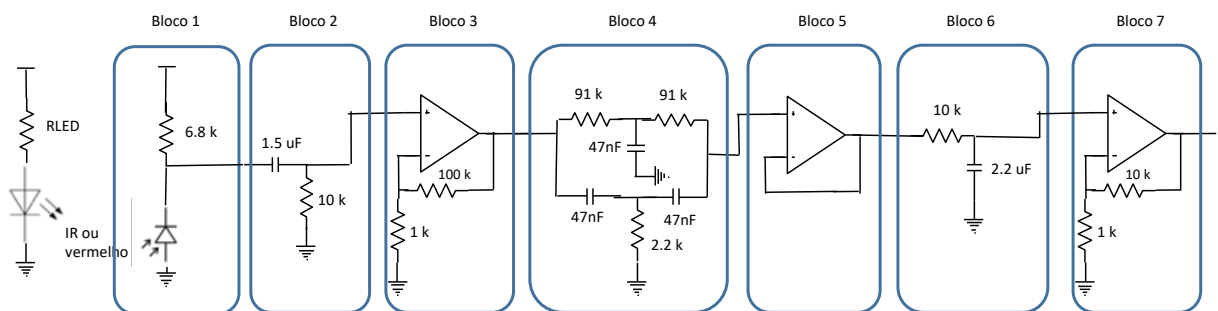 Bloco 1
Bloco 2
Bloco 3
Bloco 4
Bloco 5
Bloco 6
Bloco 7
RLED
IR ou
vermelho
6.8 k
1.5 uF
10 k
+
-
100 k
1 k
91 k
91 k
47nF
47nF
47nF
2.2 k
+
-
10 k
2.2 uF
+
-
10 k
1 k